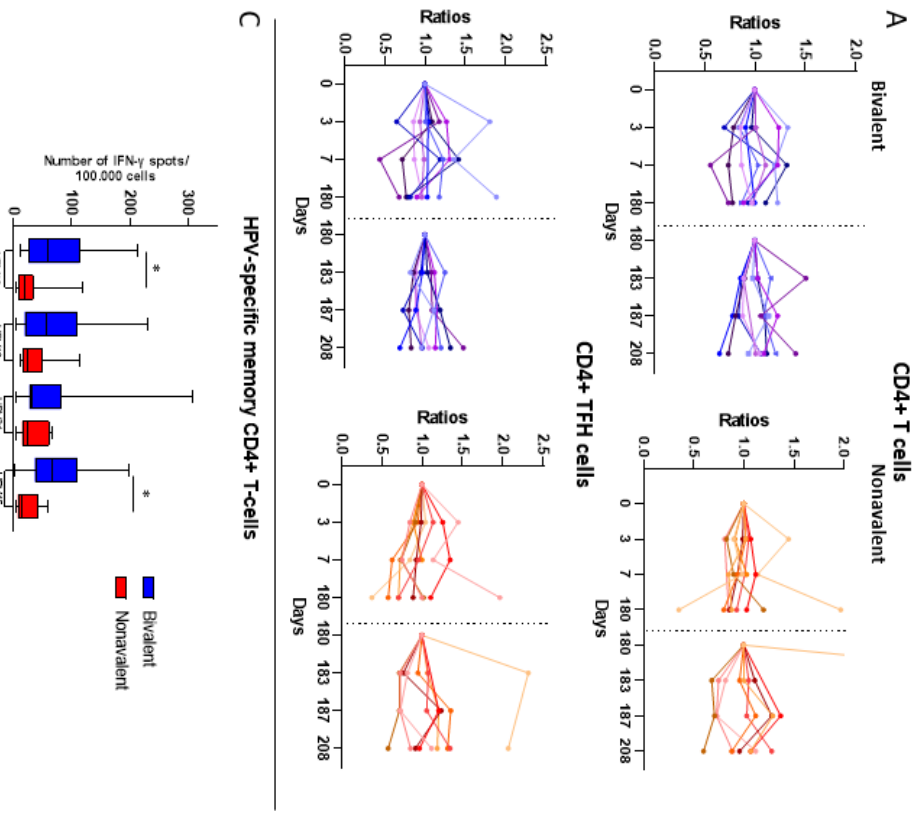 A
CD4+ T cells
Bivalent
Nonavalent
Ratios
2.0
1.5
1.0
0.5
0.0
0 3 7 180 180 183 187 208
Days
Ratios
2.0
1.5
1.0
0.5
0.0
0 3 7 180 180 183 187 208
Days
CD4+ TFH cells
Ratios
2.5
2.0
1.5
1.0
0.5
0.0
0 3 7 180 180 183 187 208
Days
Ratios
2.5
2.0
1.5
1.0
0.5
0.0
0 3 7 180 180 183 187 208
Days
C
HPV-specific memory CD4+ T-cells
Number of IFN-γ spots/
100.000 cells
300
200
100
0
*
*
Bivalent
Nonavalent